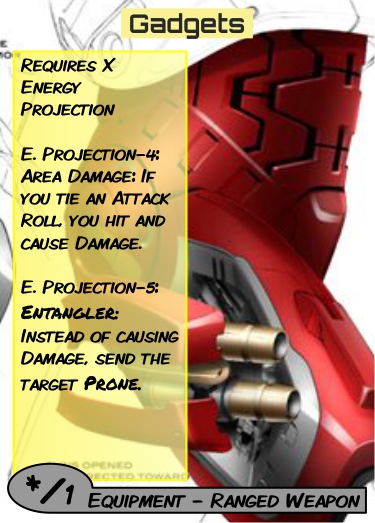 Gadgets
Requires X
Energy
Projection
E. Projection-4:
Area Damage: If
you tie an Attack
Roll, you hit and
cause Damage.
E. Projection-5:
Entangler:
Instead of causing
Damage, send the
target Prone.
OPENED
*/1 Equipment - Ranged Weapon